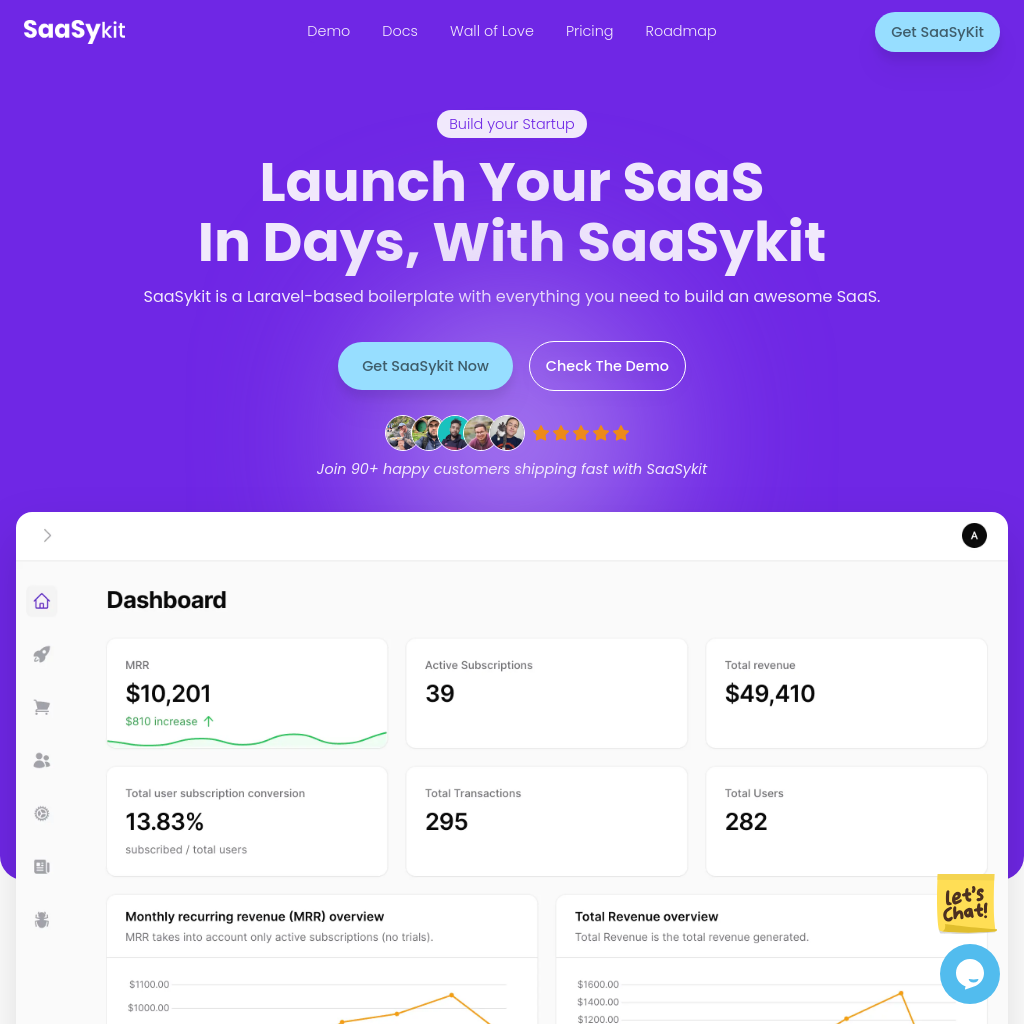 SaaSykit
Demo
Docs
Wall of Love
Pricing
Roadmap
Get SaaSyKit
Build your Startup
Launch Your SaaS
In Days, With SaaSykit
SaaSykit is a Laravel-based boilerplate with everything you need to build an awesome SaaS.
Get SaaSykit Now
Check The Demo
Join 90+ happy customers shipping fast with SaaSykit
A
Dashboard
MRR
$10,201
$810 increase
Active Subscriptions
39
Total revenue
$49,410
Total user subscription conversion
13.83%
subscribed / total users
Total Transactions
295
Total Users
282
Let's
Chat!
Monthly recurring revenue (MRR) overview
MRR takes into account only active subscriptions (no trials).
$1100.00
$1000.00
Total Revenue overview
Total Revenue is the total revenue generated.
$1600.00
$1400.00
$1200.00